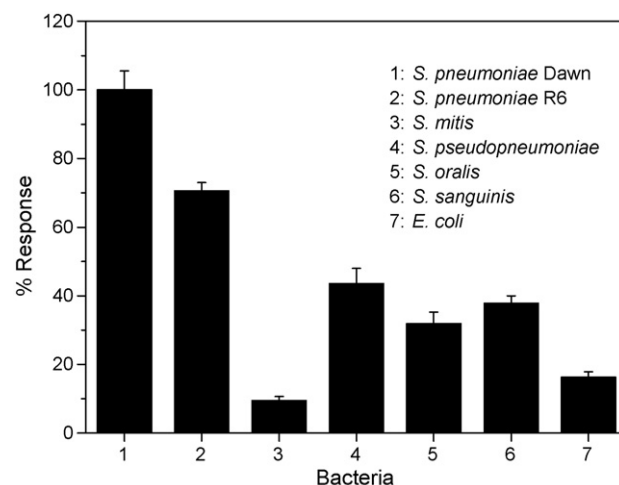 120
100
80
60
40
20
0
% Response
1: S. pneumoniae Dawn
2: S. pneumoniae R6
3: S. mitis
4: S. pseudopneumoniae
5: S. oralis
6: S. sanguinis
7: E. coli
1 2 3 4 5 6 7
Bacteria